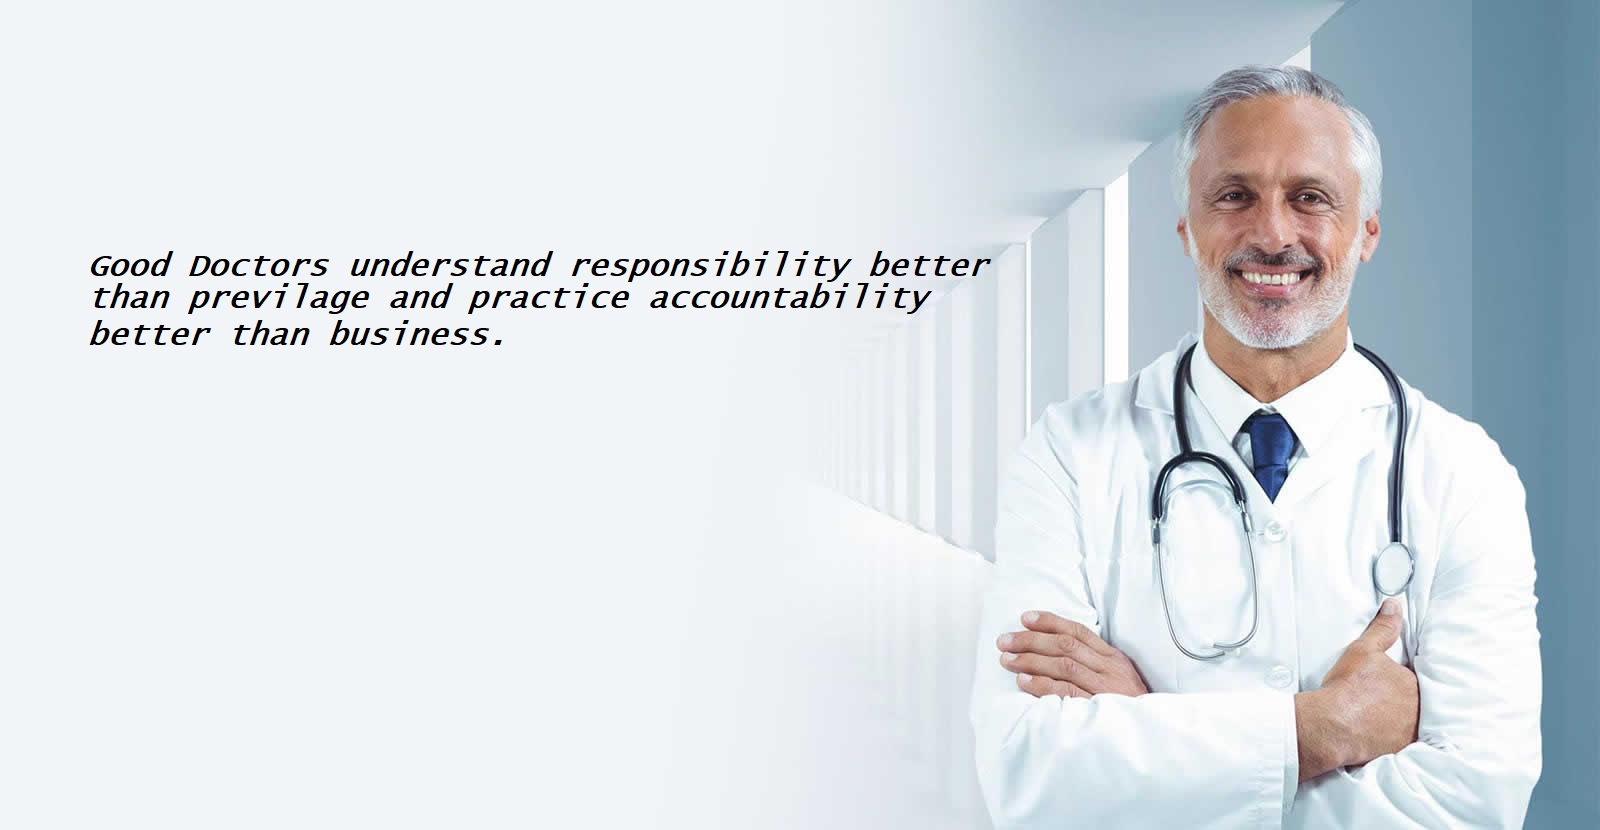 Good Doctors understand responsibility better
than previlage and practice accountability
better than business.